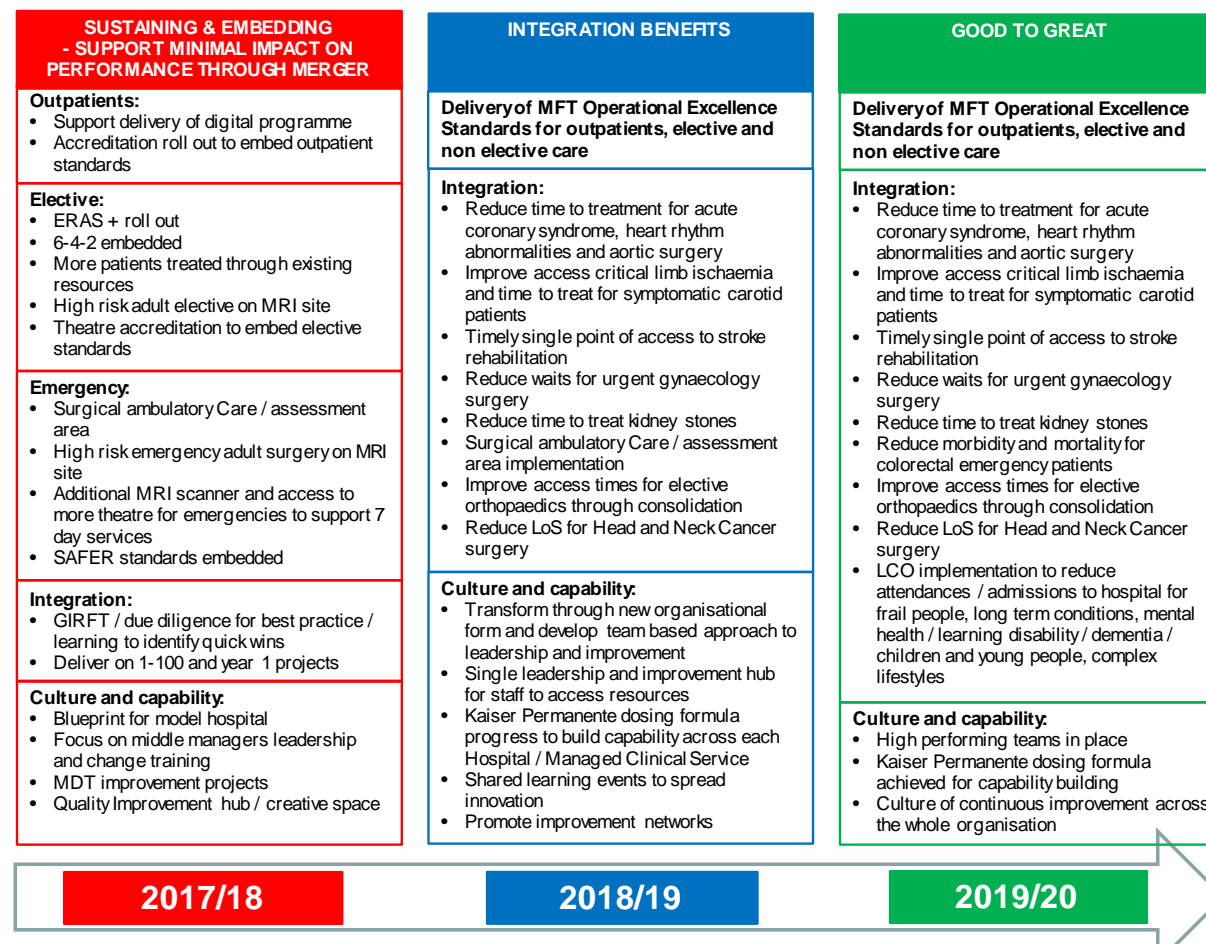 SUSTAINING & EMBEDDING
- SUPPORT MINIMAL IMPACT ON
PERFORMANCE THROUGH MERGER
Outpatients:
• Support delivery of digital programme
• Accreditation roll out to embed outpatient
standards
Elective:
• ERAS + roll out
• 6-4-2 embedded
• More patients treated through existing
resources
• High risk adult elective on MRI site
• Theatre accreditation to embed elective
standards
Emergency:
• Surgical ambulatory Care / assessment
area
• High risk emergency adult surgery on MRI
site
• Additional MRI scanner and access to
more theatre for emergencies to support 7
day services
• SAFER standards embedded
Integration:
• GIRFT / due diligence for best practice /
learning to identify quick wins
• Deliver on 1-100 and year 1 projects
Culture and capability:
• Blueprint for model hospital
• Focus on middle managers leadership
and change training
• MDT improvement projects
• Quality Improvement hub / creative space
INTEGRATION BENEFITS
Delivery of MFT Operational Excellence
Standards for outpatients, elective and
non elective care
Integration:
• Reduce time to treatment for acute
coronary syndrome, heart rhythm
abnormalities and aortic surgery
• Improve access critical limb ischaemia
and time to treat for symptomatic carotid
patients
• Timely single point of access to stroke
rehabilitation
• Reduce waits for urgent gynaecology
surgery
• Reduce time to treat kidney stones
• Surgical ambulatory Care / assessment
area implementation
• Improve access times for elective
orthopaedics through consolidation
• Reduce LoS for Head and Neck Cancer
surgery
Culture and capability:
• Transform through new organisational
form and develop team based approach to
leadership and improvement
• Single leadership and improvement hub
for staff to access resources
• Kaiser Permanente dosing formula
progress to build capability across each
Hospital / Managed Clinical Service
• Shared learning events to spread
innovation
• Promote improvement networks
GOOD TO GREAT
Delivery of MFT Operational Excellence
Standards for outpatients, elective and
non elective care
Integration:
• Reduce time to treatment for acute
coronary syndrome, heart rhythm
abnormalities and aortic surgery
• Improve access critical limb ischaemia
and time to treat for symptomatic carotid
patients
• Timely single point of access to stroke
rehabilitation
• Reduce waits for urgent gynaecology
surgery
• Reduce time to treat kidney stones
• Reduce morbidity and mortality for
colorectal emergency patients
• Improve access times for elective
orthopaedics through consolidation
• Reduce LoS for Head and Neck Cancer
surgery
• LCO implementation to reduce
attendances / admissions to hospital for
frail people, long term conditions, mental
health / learning disability / dementia /
children and young people, complex
lifestyles
Culture and capability:
• High performing teams in place
• Kaiser Permanente dosing formula
achieved for capability building
• Culture of continuous improvement across
the whole organisation
2017/18
2018/19
2019/20